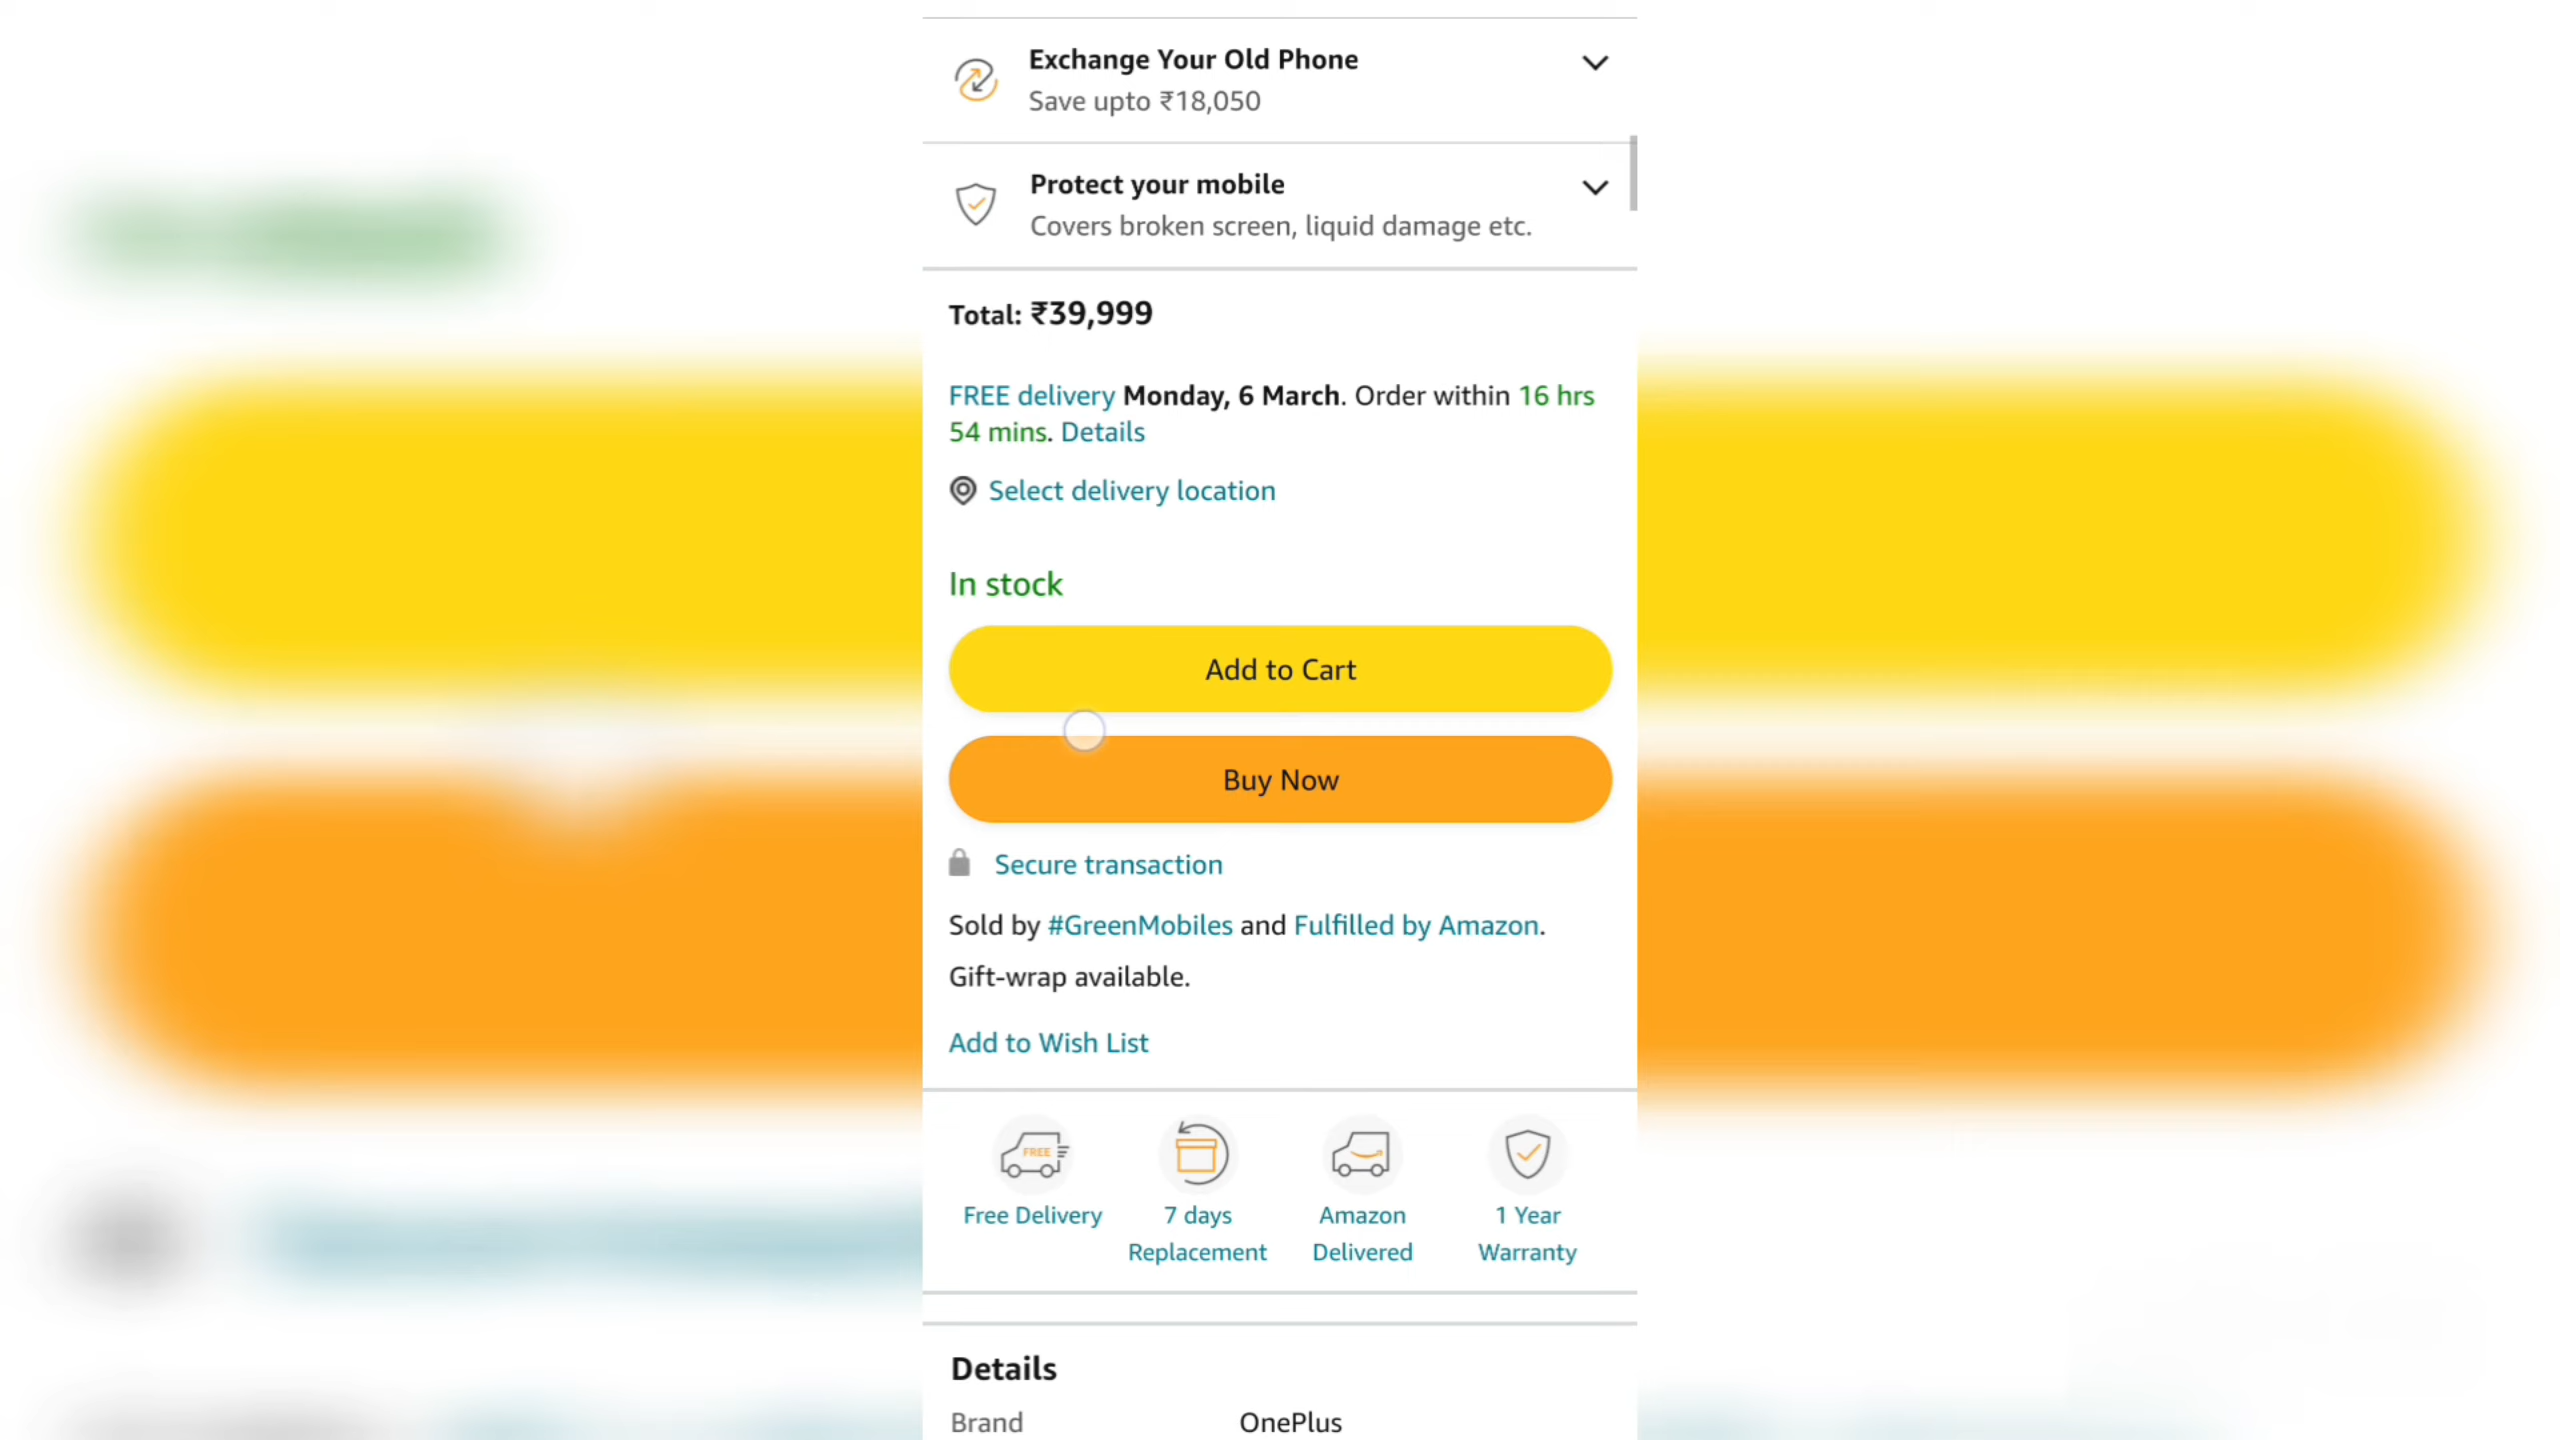 Exchange Your Old Phone
Save upto ₹18,050
Protect your mobile
Covers broken screen, liquid damage etc.
Total: ₹39,999
FREE delivery Monday, 6 March. Order within 16 hrs
54 mins. Details
Select delivery location
In stock
Add to Cart
Buy Now
Secure transaction
Sold by #GreenMobiles and Fulfilled by Amazon.
Gift-wrap available.
Add to Wish List
FREE
Free Delivery
7 days
Replacement
Amazon
Delivered
1 Year
Warranty
Details
Brand OnePlus